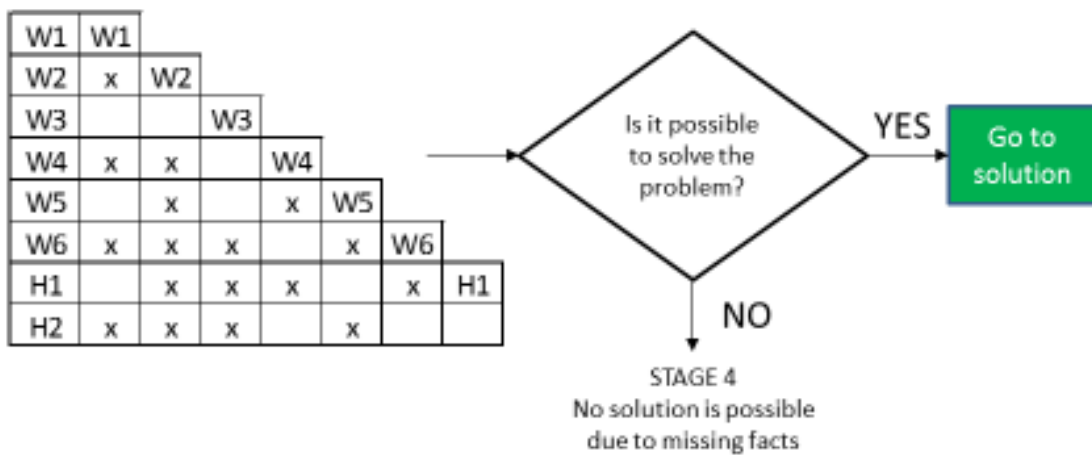 W1 W1
W2 x W2
W3 W3
W4 x x W4
W5 x x W5
W6 x x x x W6
H1 x x x x H1
H2 x x x x
Is it possible
to solve the
problem?
YES
Go to
solution
NO
STAGE 4
No solution is possible
due to missing facts